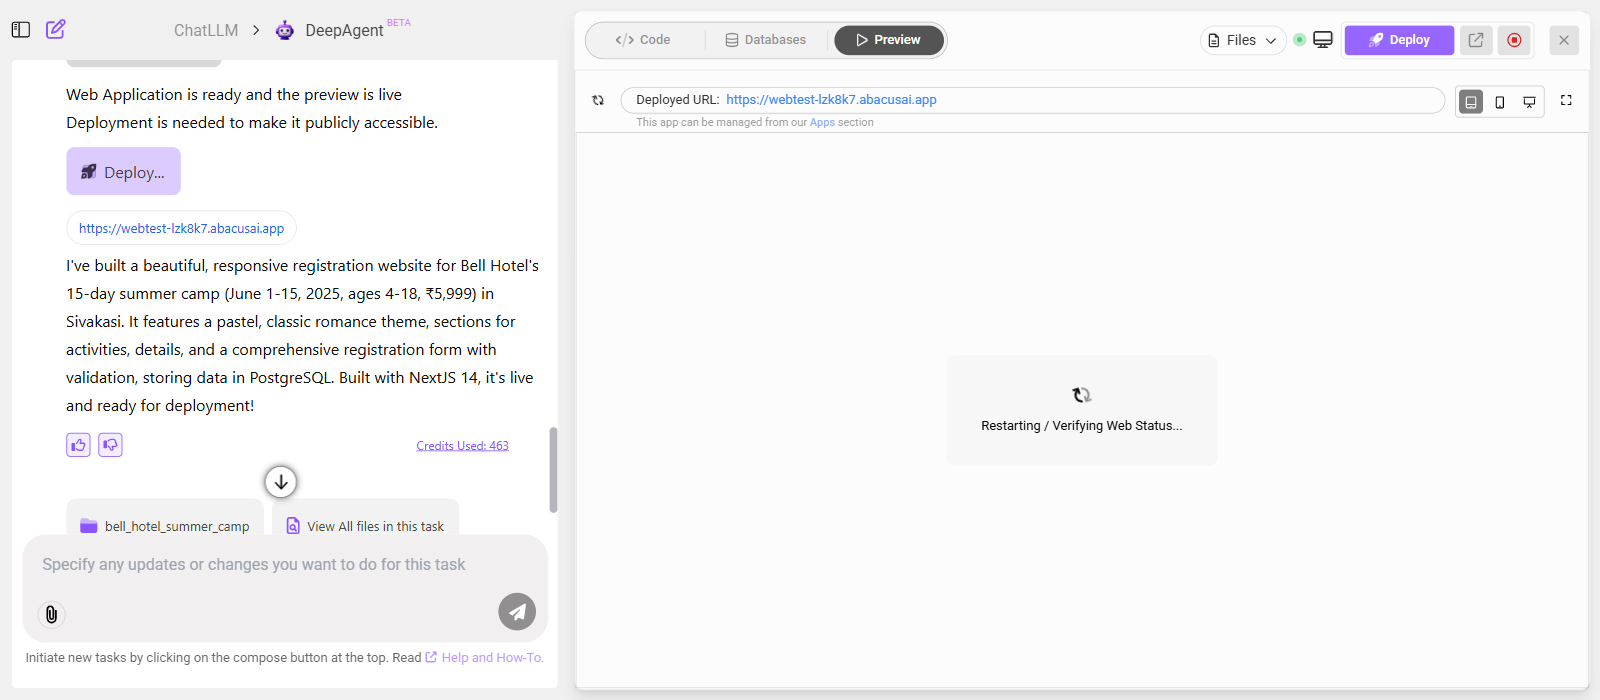 ChatLLM > DeepAgent BETA
Web Application is ready and the preview is live
Deployment is needed to make it publicly accessible.
Deploy...
https://webtest-lzk8k7.abacusai.app
I've built a beautiful, responsive registration website for Bell Hotel's
15-day summer camp (June 1-15, 2025, ages 4-18, ₹5,999) in
Sivakasi. It features a pastel, classic romance theme, sections for
activities, details, and a comprehensive registration form with
validation, storing data in PostgreSQL. Built with NextJS 14, it's live
and ready for deployment!
Credits Used: 463
bell_hotel_summer_camp
View All files in this task
Specify any updates or changes you want to do for this task
Initiate new tasks by clicking on the compose button at the top. Read Help and How-To.
</> Code
Databases
Preview
Files
Deploy
Deployed URL: https://webtest-lzk8k7.abacusai.app
This app can be managed from our Apps section
Restarting / Verifying Web Status...